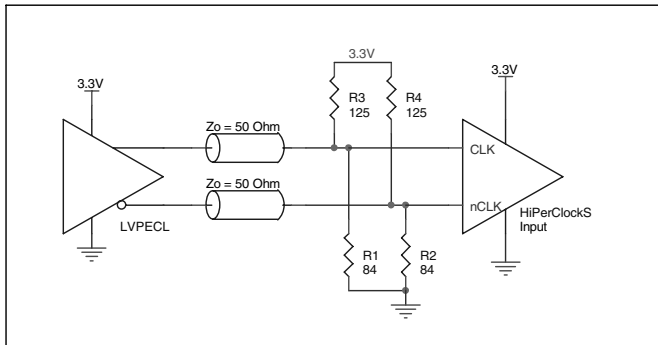 3.3V
3.3V
3.3V
R3
125
R4
125
Zo = 50 Ohm
CLK
Zo = 50 Ohm
nCLK
LVPECL
HiPerClockS
Input
R1
84
R2
84